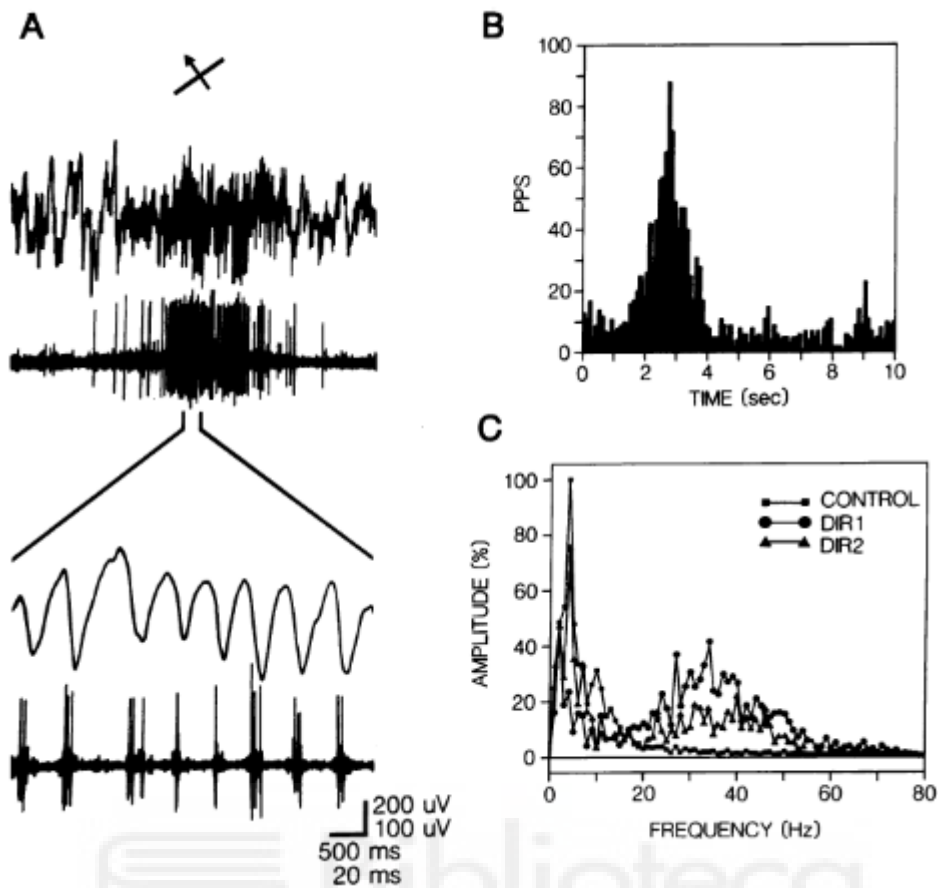 A
200 uV
100 uV
500 ms
20 ms
B
100
80
60
40
20
0
PPS
0 2 4 6 8 10
TIME (sec)
C
100
80
60
40
20
0
AMPLITUDE (%)
CONTROL
DIR1
DIR2
0 20 40 60 80
FREQUENCY (Hz)
Biblioteca